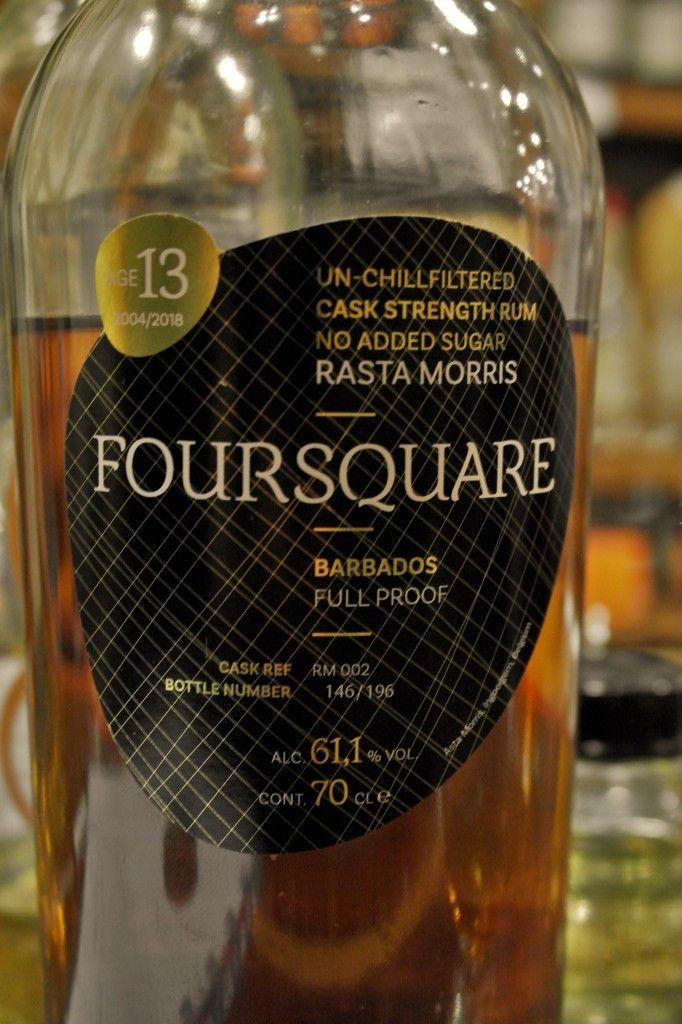 AGE 13
2004/2018
UN-CHILLFILTERED
CASK STRENGTH RUM
NO ADDED SUGAR
RASTA MORRIS
FOURSQUARE
BARBADOS
FULL PROOF
CASK REF RM 002
BOTTLE NUMBER 146/196
ALC. 61,1 % VOL
CONT. 70 CL e